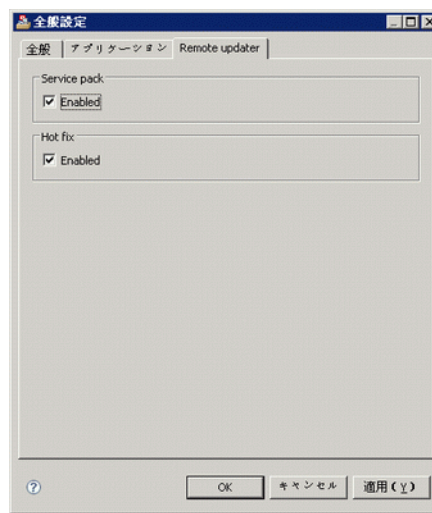 全般設定
全般 アプリケーション Remote updater
Service pack
Enabled
Hot fix
Enabled
OK キャンセル 適用(Y)